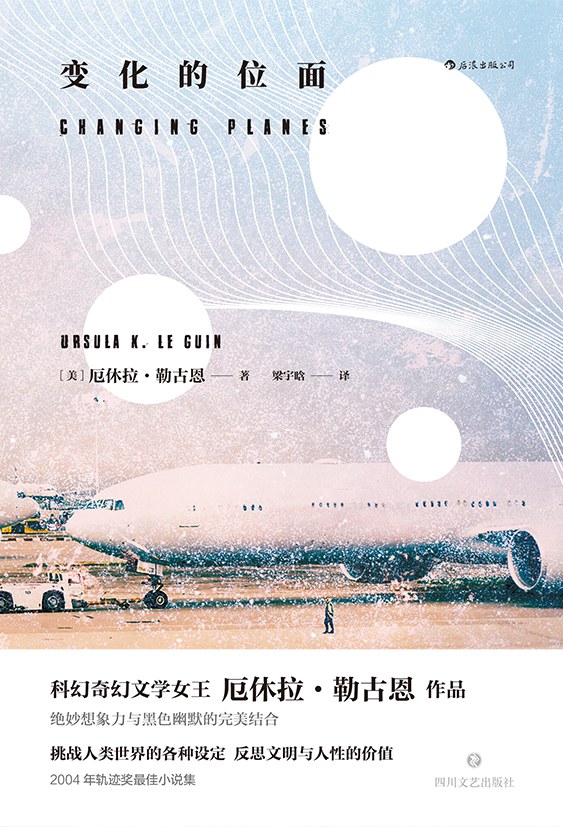 变化的位面
后浪出版公司
CHANGING PLANES
URSULA K. LE GUIN
[美]厄休拉·勒古恩 —— 著 梁宇晗 —— 译
科幻奇幻文学女王 厄休拉·勒古恩 作品
绝妙想象力与黑色幽默的完美结合
挑战人类世界的各种设定 反思文明与人性的价值
2004 年轨迹奖最佳小说集
四川文艺出版社